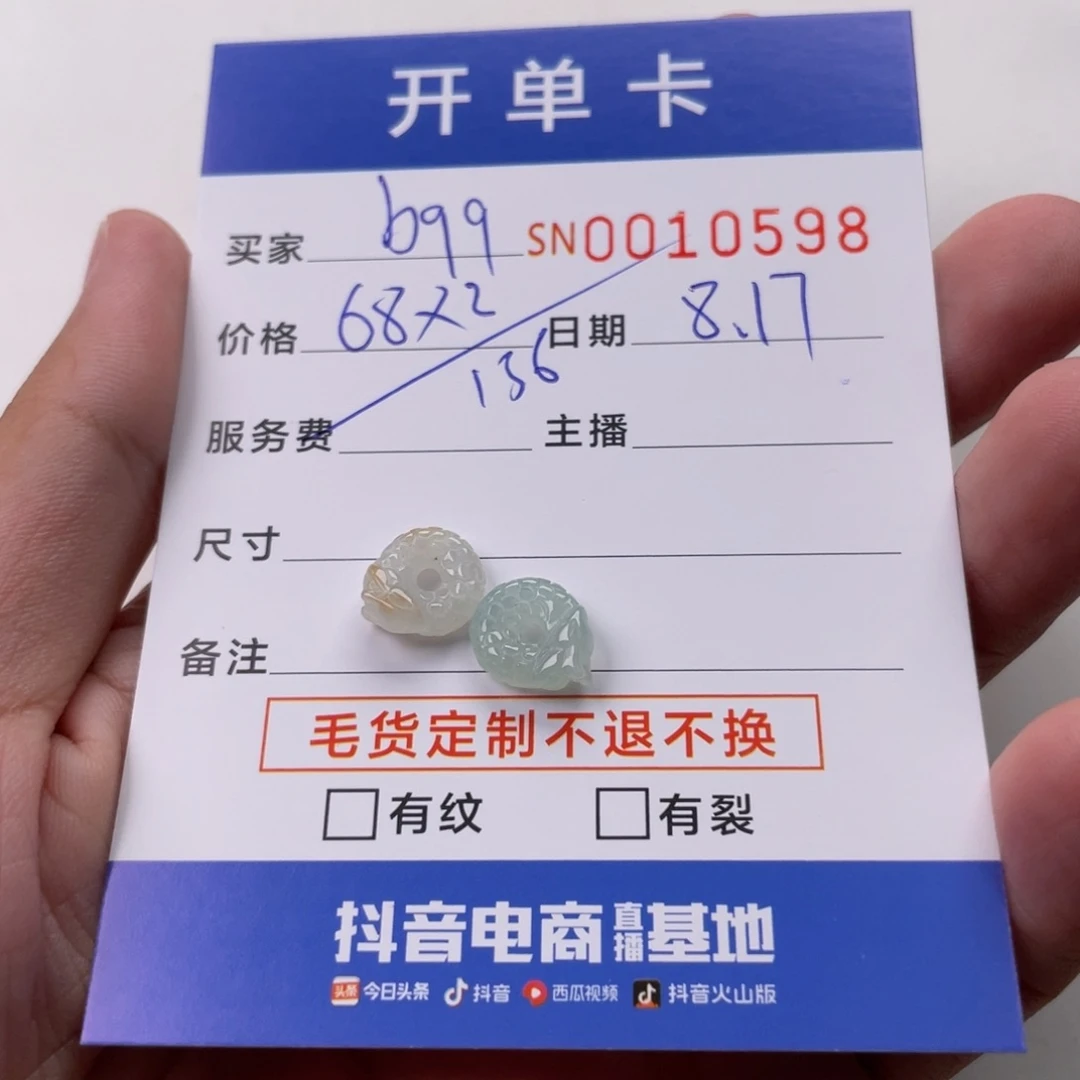 开单卡
买家 b99 SN0010598
价格 68×2 日期 8.17
136
服务费 主播
尺寸
备注
毛货定制不退不换
有纹 有裂
抖音电商直播基地
头条 今日头条 抖音 西瓜视频 抖音火山版